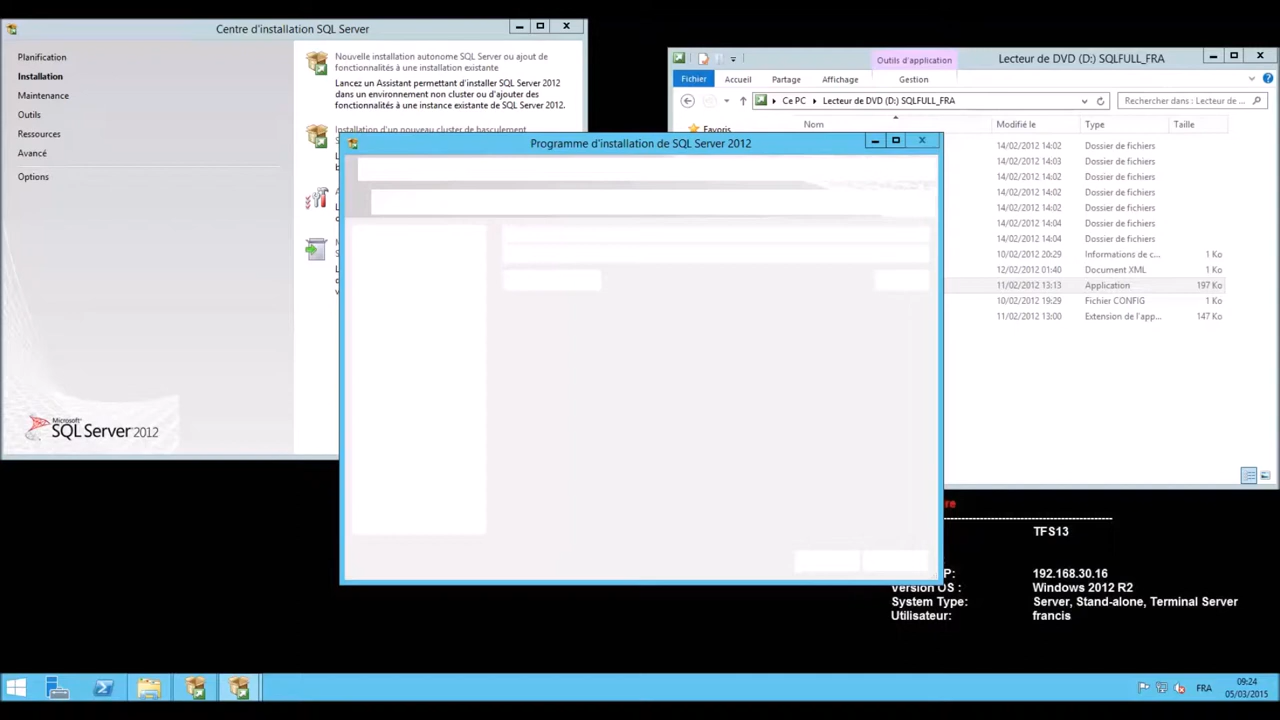 Centre d'installation SQL Server
Planification
Installation
Maintenance
Outils
Ressources
Avancé
Options
Nouvelle installation autonome SQL Server ou ajout de
fonctionnalités à une installation existante
Lancez un Assistant permettant d'installer SQL Server 2012
dans un environnement non cluster ou d'ajouter des
fonctionnalités à une instance existante de SQL Server 2012.
Installation d'un nouveau cluster de basculement
Microsoft
SQL Server 2012
Outils d'application
Lecteur de DVD (D:) SQLFULL_FRA
Fichier
Accueil
Partage
Affichage
Gestion
Ce PC
Lecteur de DVD (D:) SQLFULL_FRA
Rechercher dans : Lecteur de ...
Favoris
Nom
Modifié le
Type
Taille
14/02/2012 14:02 Dossier de fichiers
14/02/2012 14:03 Dossier de fichiers
14/02/2012 14:02 Dossier de fichiers
14/02/2012 14:02 Dossier de fichiers
14/02/2012 14:02 Dossier de fichiers
14/02/2012 14:04 Dossier de fichiers
14/02/2012 14:04 Dossier de fichiers
10/02/2012 20:29 Informations de c... 1 Ko
12/02/2012 01:40 Document XML 1 Ko
11/02/2012 13:13 Application 197 Ko
10/02/2012 19:29 Fichier CONFIG 1 Ko
11/02/2012 13:00 Extension de l'app... 147 Ko
Programme d'installation de SQL Server 2012
re
TFS13
P: 192.168.30.16
Version OS : Windows 2012 R2
System Type: Server, Stand-alone, Terminal Server
Utilisateur: francis
FRA
09:24
05/03/2015